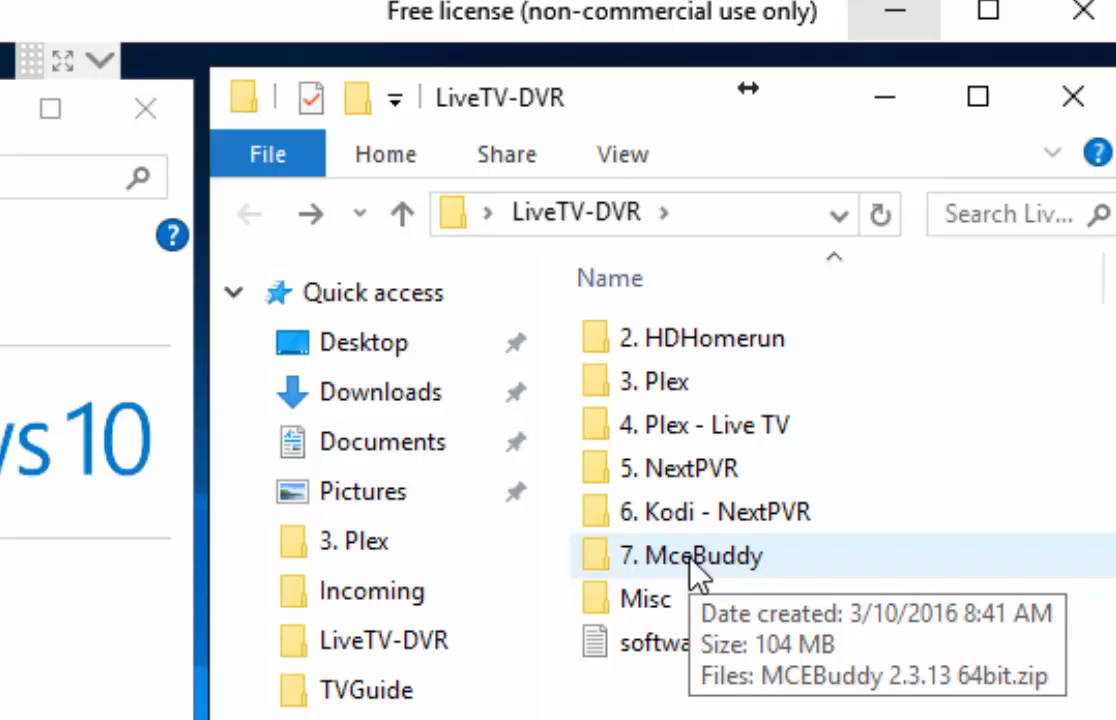 Free license (non-commercial use only)
LiveTV-DVR
File Home Share View
LiveTV-DVR
Search Liv...
Name
Quick access
Desktop
Downloads
Documents
Pictures
3. Plex
Incoming
LiveTV-DVR
TVGuide
2. HDHomerun
3. Plex
4. Plex - Live TV
5. NextPVR
6. Kodi - NextPVR
7. MceBuddy
Misc
Date created: 3/10/2016 8:41 AM
Size: 104 MB
Files: MCEBuddy 2.3.13 64bit.zip
10